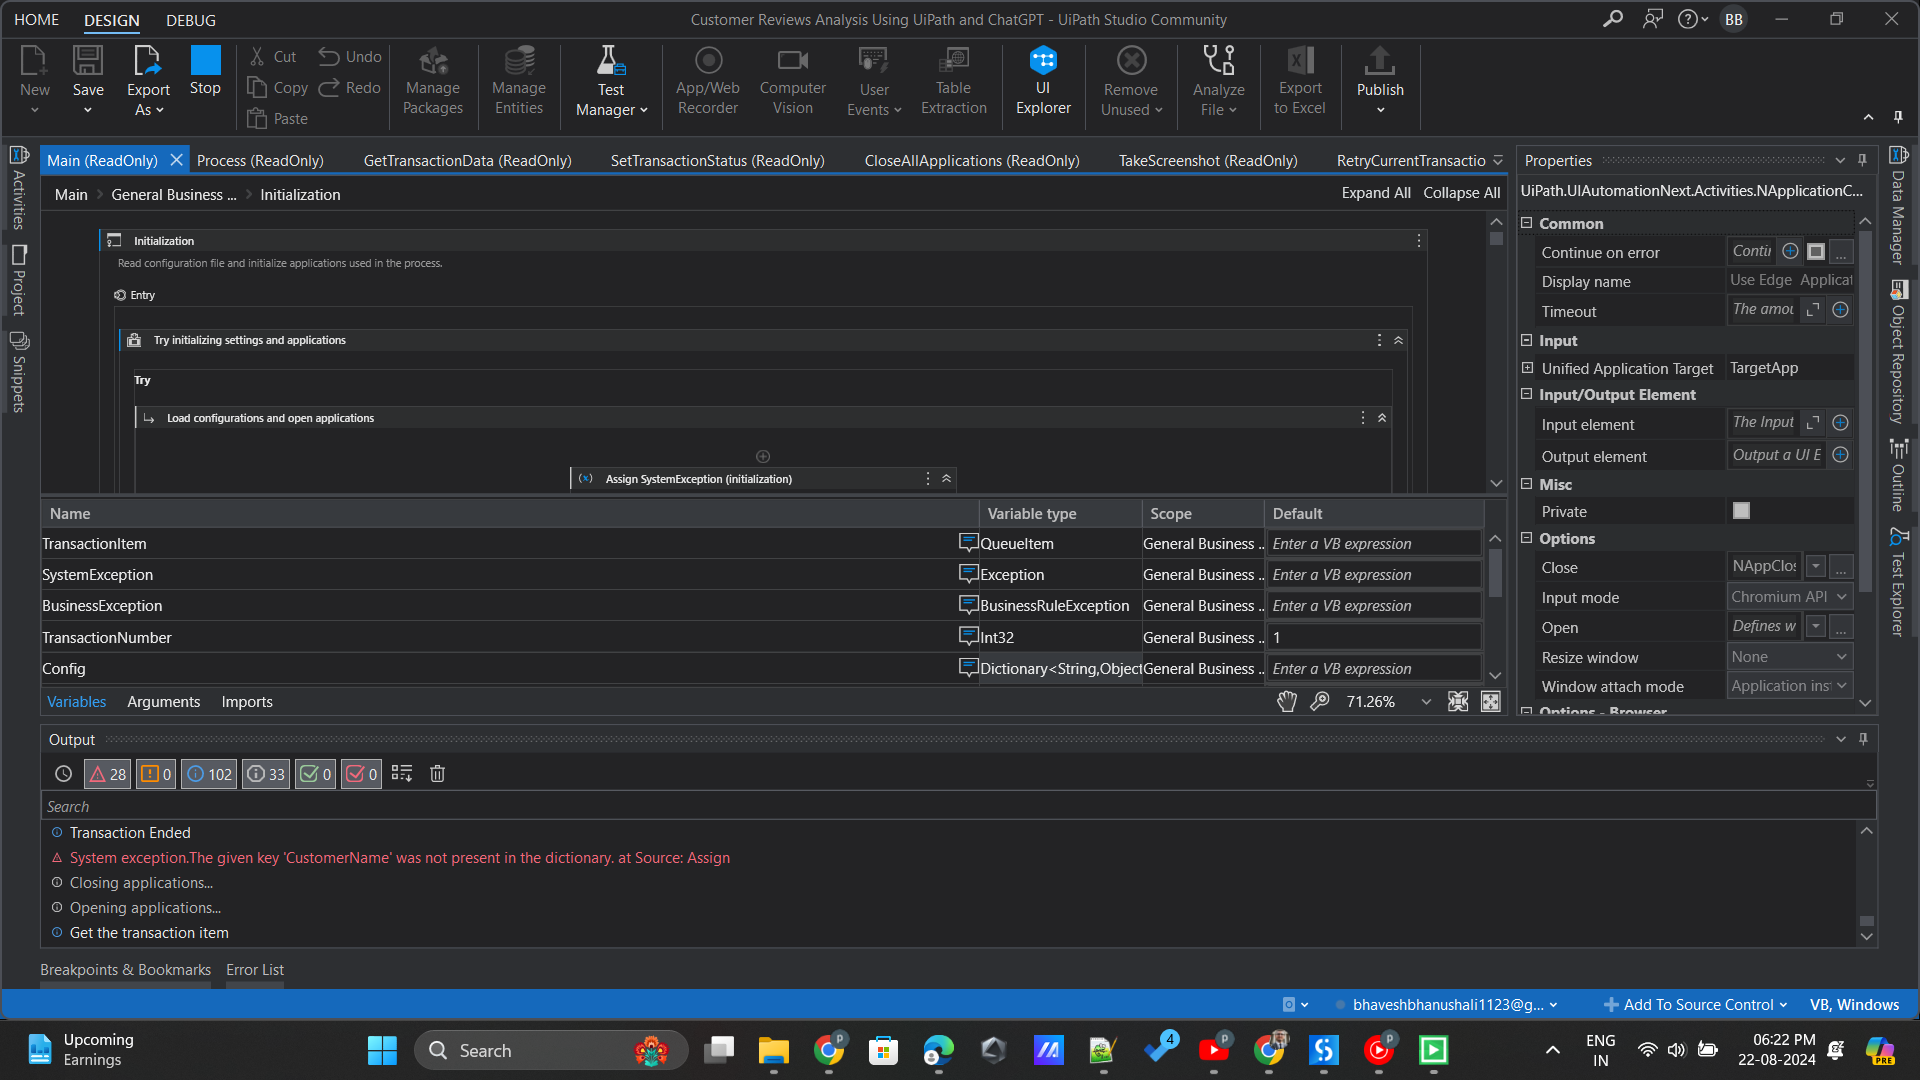 HOME
DESIGN
DEBUG
Customer Reviews Analysis Using UiPath and ChatGPT - UiPath Studio Community
BB
New
Save
Export
As
Stop
Cut
Copy
Paste
Undo
Redo
Manage
Packages
Manage
Entities
Test
Manager
App/Web
Recorder
Computer
Vision
User
Events
Table
Extraction
UI
Explorer
Remove
Unused
Analyze
File
Export
to Excel
Publish
Activities
Project
Snippets
Main (ReadOnly)
Process (ReadOnly)
GetTransactionData (ReadOnly)
SetTransactionStatus (ReadOnly)
CloseAllApplications (ReadOnly)
TakeScreenshot (ReadOnly)
RetryCurrentTransactio
Main
General Business ...
Initialization
Expand All
Collapse All
Initialization
Read configuration file and initialize applications used in the process.
Entry
Try initializing settings and applications
Try
Load configurations and open applications
(x)
Assign SystemException (initialization)
Name Variable type Scope Default
TransactionItem QueueItem General Business .. Enter a VB expression
SystemException Exception General Business .. Enter a VB expression
BusinessException BusinessRuleException General Business .. Enter a VB expression
TransactionNumber Int32 General Business .. 1
Config Dictionary<String,Object General Business .. Enter a VB expression
Variables
Arguments
Imports
71.26%
Properties
UiPath.UIAutomationNext.Activities.NApplicationC...
Common
Continue on error Contin ...
Display name Use Edge Applicat
Timeout The amou
Input
Unified Application Target TargetApp
Input/Output Element
Input element The Input
Output element Output a UI E
Misc
Private
Options
Close NAppClos ...
Input mode Chromium API
Open Defines w ...
Resize window None
Window attach mode Application inst
Options - Browser
Data Manager
Object Repository
Outline
Test Explorer
Output
28
0
102
33
0
0
Search
Transaction Ended
System exception.The given key 'CustomerName' was not present in the dictionary. at Source: Assign
Closing applications...
Opening applications...
Get the transaction item
Breakpoints & Bookmarks
Error List
bhaveshbhanushali1123@g...
Add To Source Control
VB, Windows
Upcoming
Earnings
Search
P
4
P
P
ENG
IN
06:22 PM
22-08-2024
PRE